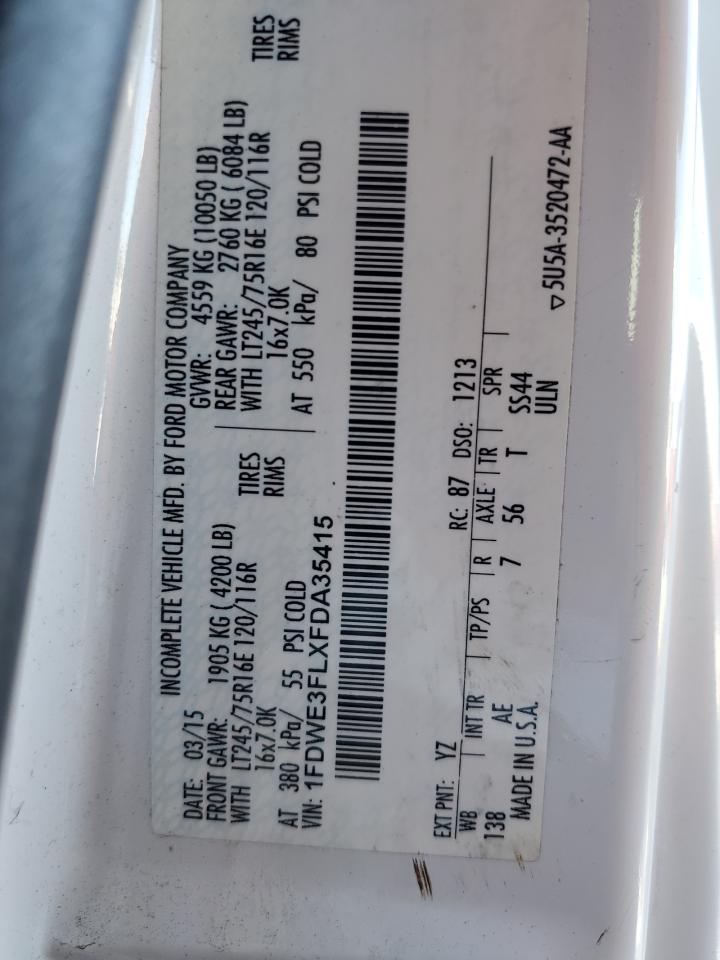 INCOMPLETE VEHICLE MFD. BY FORD MOTOR COMPANY
DATE: 03/15 GVWR: 4559 KG (10050 LB)
FRONT GAWR: 1905 KG ( 4200 LB) REAR GAWR: 2760 KG ( 6084 LB)
WITH LT245/75R16E 120/116R TIRES WITH LT245/75R16E 120/116R TIRES
16x7.0K RIMS 16x7.0K RIMS
AT 380 kPa/ 55 PSI COLD AT 550 kPa/ 80 PSI COLD
VIN: 1FDWE3FLXFDA35415
EXT PNT: YZ RC: 87 DSO: 1213
WB INT TR TP/PS R AXLE TR SPR
138 AE 7 56 T SS44
MADE IN U.S.A. ULN
▽5U5A-3520472-AA